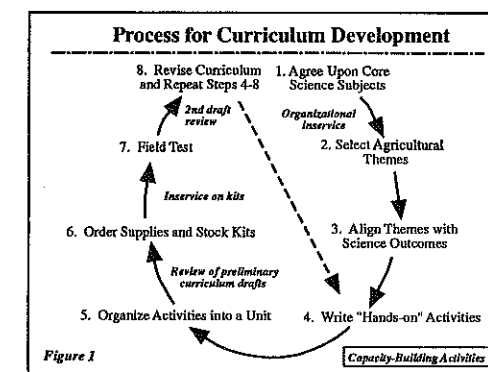 Process for Curriculum Development
8. Revise Curriculum
and Repeat Steps 4-8
1. Agree Upon Core
Science Subjects
2nd draft
review
Organizational
inservice
7. Field Test
2. Select Agricultural
Themes
Inservice on kits
6. Order Supplies and Stock Kits
3. Align Themes with
Science Outcomes
Review of preliminary
curriculum drafts
5. Organize Activities into a Unit
4. Write "Hands-on" Activities
Figure 1
Capacity-Building Activities